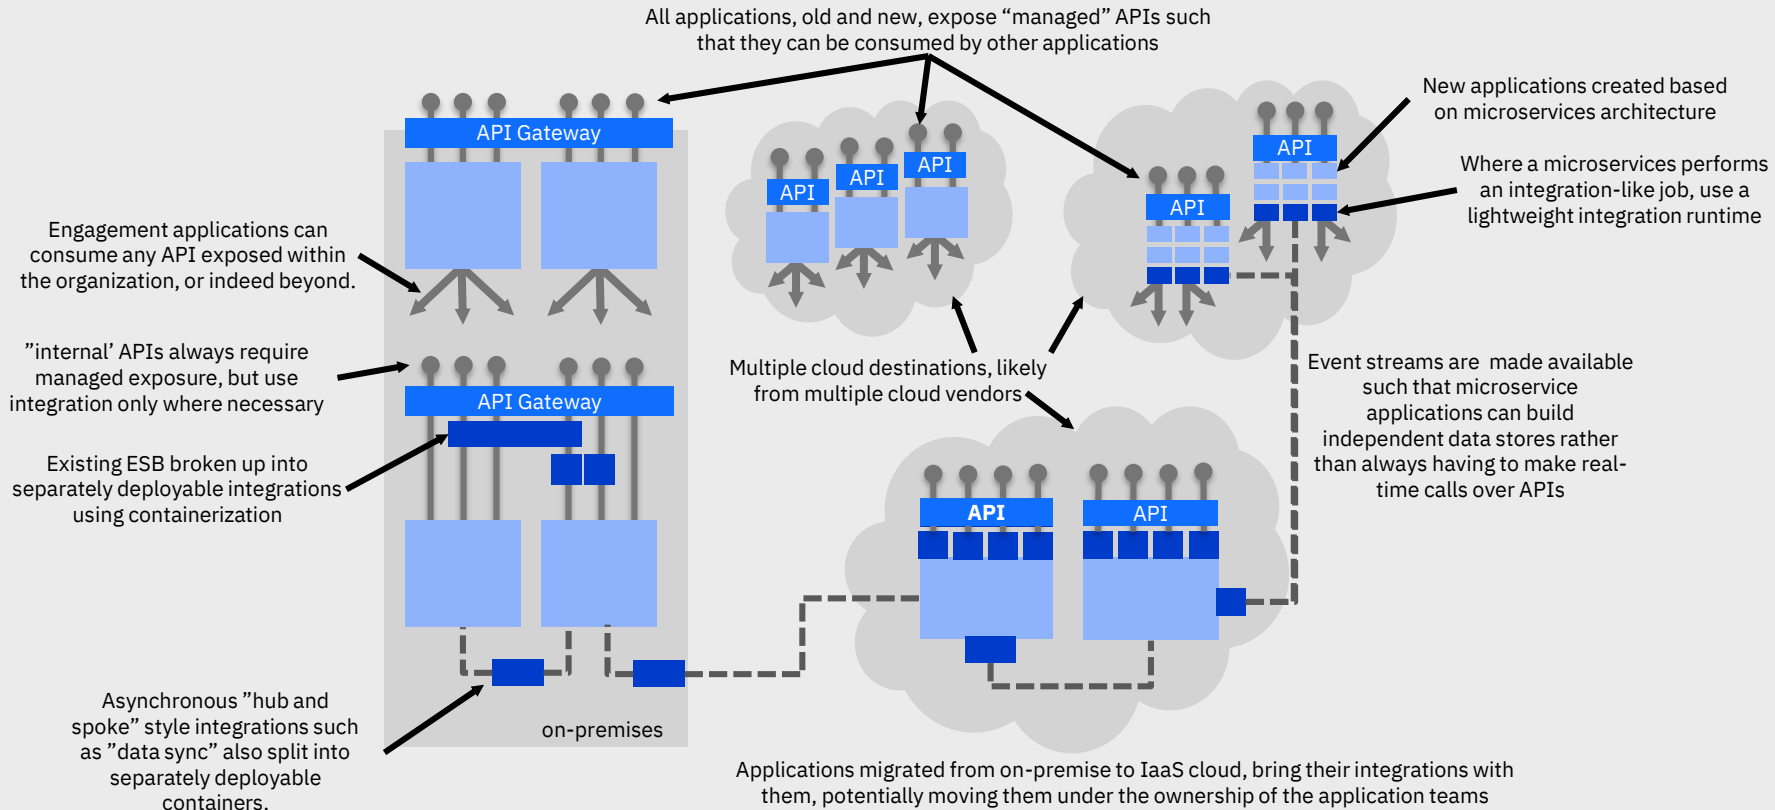 All applications, old and new, expose “managed” APIs such
that they can be consumed by other applications
API Gateway
API
API
API
API
API
New applications created based
on microservices architecture
Where a microservices performs
an integration-like job, use a
lightweight integration runtime
Engagement applications can
consume any API exposed within
the organization, or indeed beyond.
”internal’ APIs always require
managed exposure, but use
integration only where necessary
API Gateway
Existing ESB broken up into
separately deployable integrations
using containerization
Multiple cloud destinations, likely
from multiple cloud vendors
Event streams are made available
such that microservice
applications can build
independent data stores rather
than always having to make real-
time calls over APIs
API
API
Asynchronous ”hub and
spoke” style integrations such
as ”data sync” also split into
separately deployable
containers.
on-premises
Applications migrated from on-premise to IaaS cloud, bring their integrations with
them, potentially moving them under the ownership of the application teams